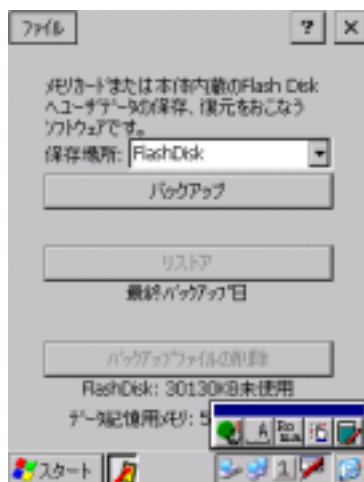 ファイル ? ×
メモリカードまたは本体内蔵のFlash Disk
へユーザデータの保存、復元をおこなう
ソフトウェアです。
保存場所: FlashDisk
バックアップ
リストア
最終バックアップ日
バックアップファイルの削除
FlashDisk: 30130KB未使用
データ記憶用メモリ: 5
A
スタート
1